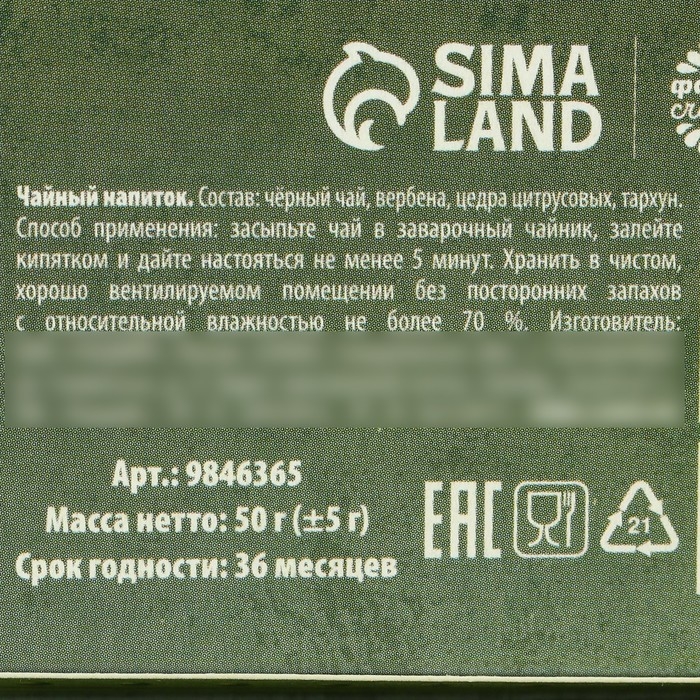 SIMA
LAND
Чайный напиток. Состав: чёрный чай, вербена, цедра цитрусовых, тархун.
Способ применения: засыпьте чай в заварочный чайник, залейте
кипятком и дайте настояться не менее 5 минут. Хранить в чистом,
хорошо вентилируемом помещении без посторонних запахов
с относительной влажностью не более 70 %. Изготовитель:
Арт.: 9846365
Масса нетто: 50 г (±5 г)
Срок годности: 36 месяцев
ЕАС
21